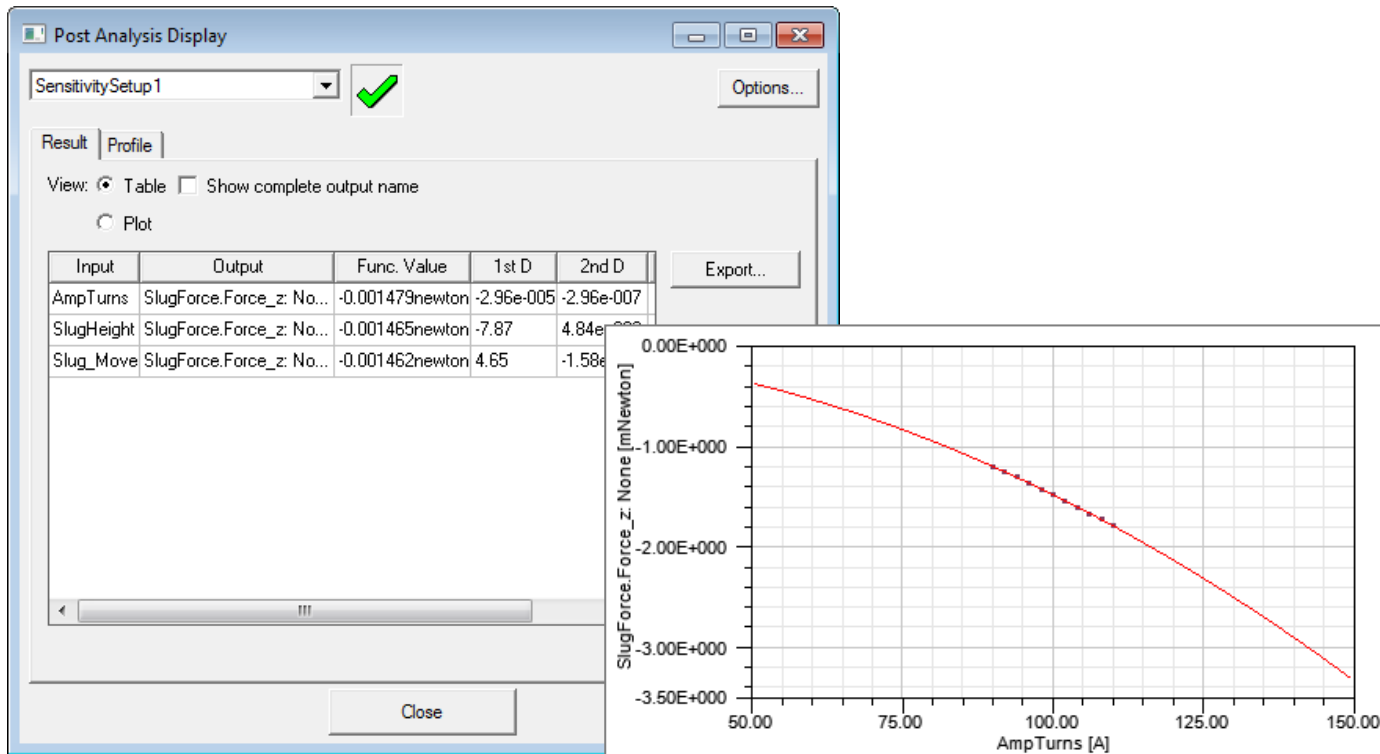 Post Analysis Display
SensitivitySetup1
Options...
Result Profile
View: Table Show complete output name
Plot
Input Output Func. Value 1st D 2nd D
AmpTurns SlugForce.Force_z: No... -0.001479newton -2.96e-005 -2.96e-007
SlugHeight SlugForce.Force_z: No... -0.001465newton -7.87
Slug_Move SlugForce.Force_z: No... -0.001462newton 4.65
Export...
Close
SlugForce.Force_z: None [mNewton]
0.00E+000
-1.00E+000
-2.00E+000
-3.00E+000
-3.50E+000
50.00 75.00 100.00 125.00 150.00
AmpTurns [A]